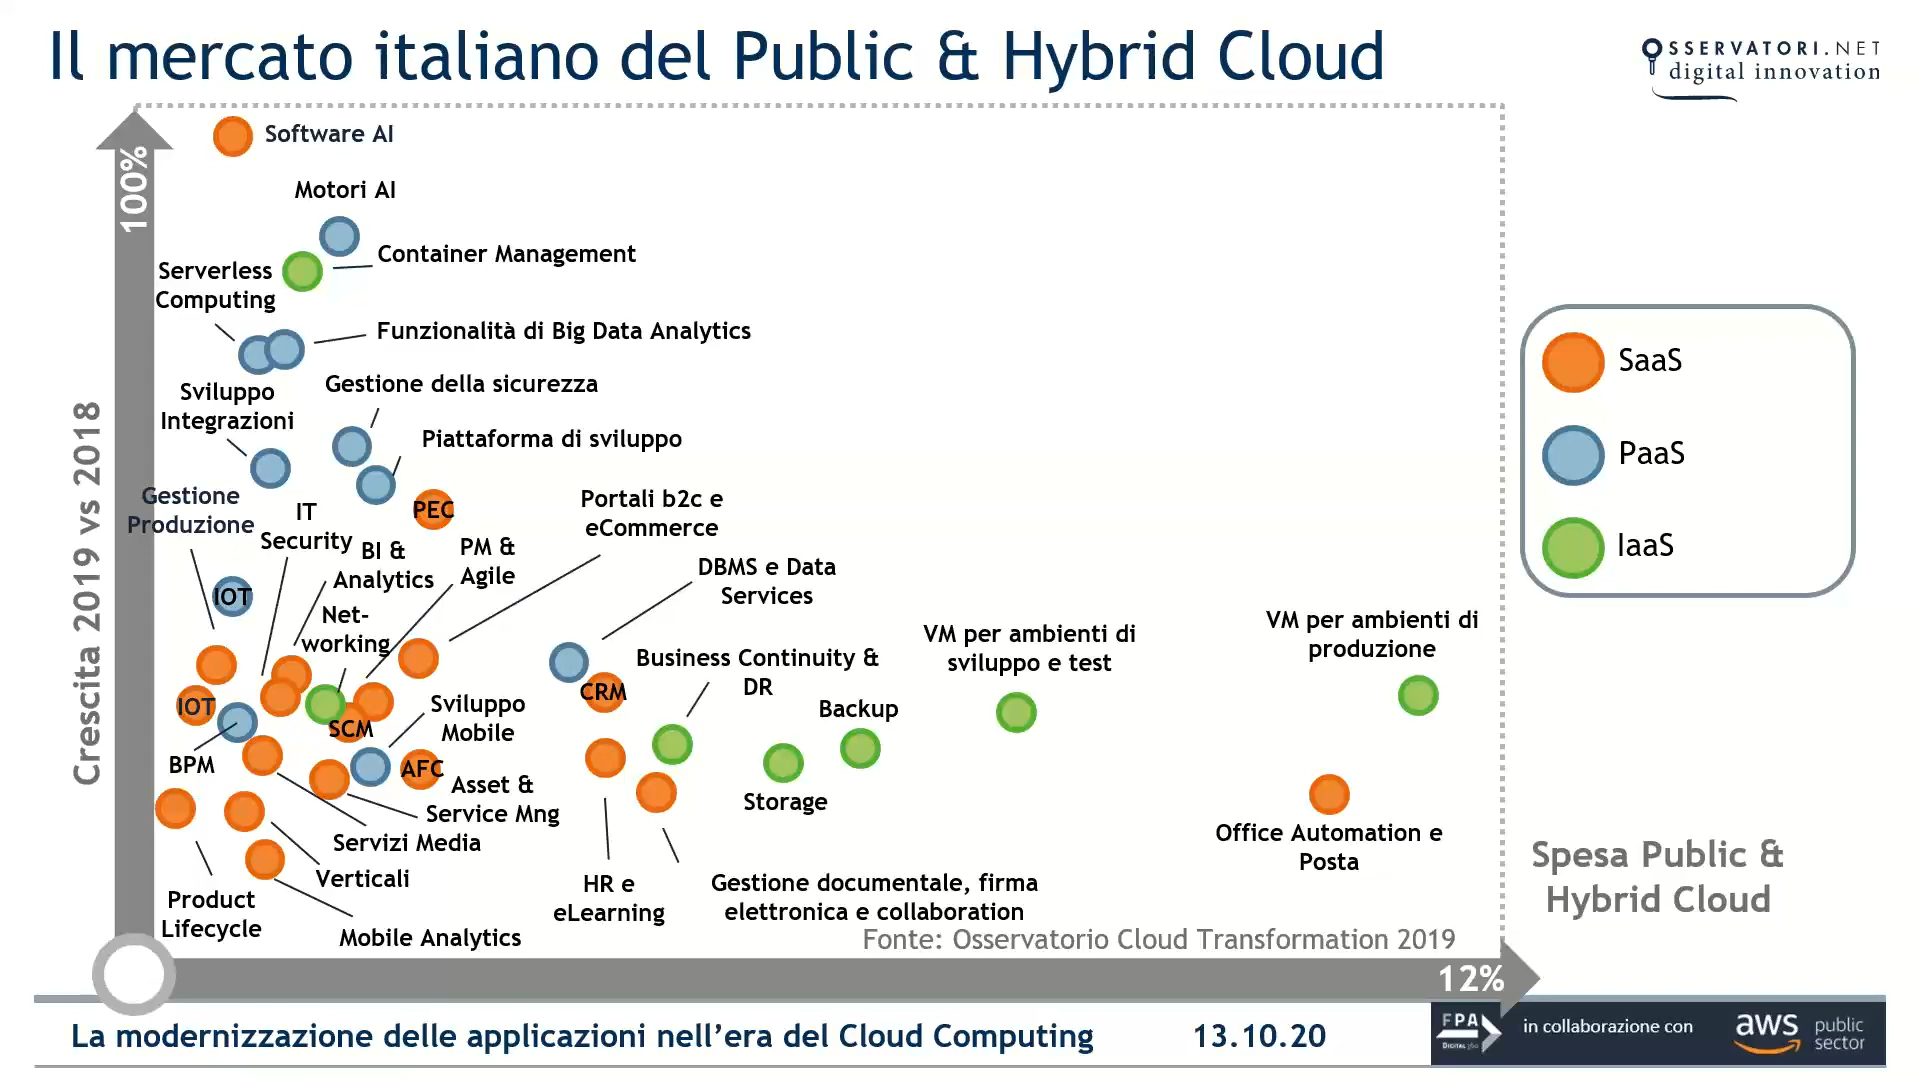 Il mercato italiano del Public & Hybrid Cloud
OSSERVATORI.NET
digital innovation
100%
Software AI
Motori AI
Container Management
Serverless
Computing
Funzionalità di Big Data Analytics
Gestione della sicurezza
Sviluppo
Integrazioni
Piattaforma di sviluppo
Gestione
Produzione
IT
Security
PEC
Portali b2c e
eCommerce
BI &
Analytics
PM &
Agile
DBMS e Data
Services
IOT
Net-
working
VM per ambienti di
sviluppo e test
VM per ambienti di
produzione
Business Continuity &
DR
CRM
IOT
SCM
Sviluppo
Mobile
Backup
BPM
AFC
Asset &
Service Mng
Storage
Servizi Media
Office Automation e
Posta
Verticali
Product
Lifecycle
Mobile Analytics
HR e
eLearning
Gestione documentale, firma
elettronica e collaboration
Crescita 2019 vs 2018
SaaS
PaaS
IaaS
Spesa Public &
Hybrid Cloud
Fonte: Osservatorio Cloud Transformation 2019
12%
La modernizzazione delle applicazioni nell’era del Cloud Computing
13.10.20
FPA
DIGITAL360
in collaborazione con
aws
public
sector